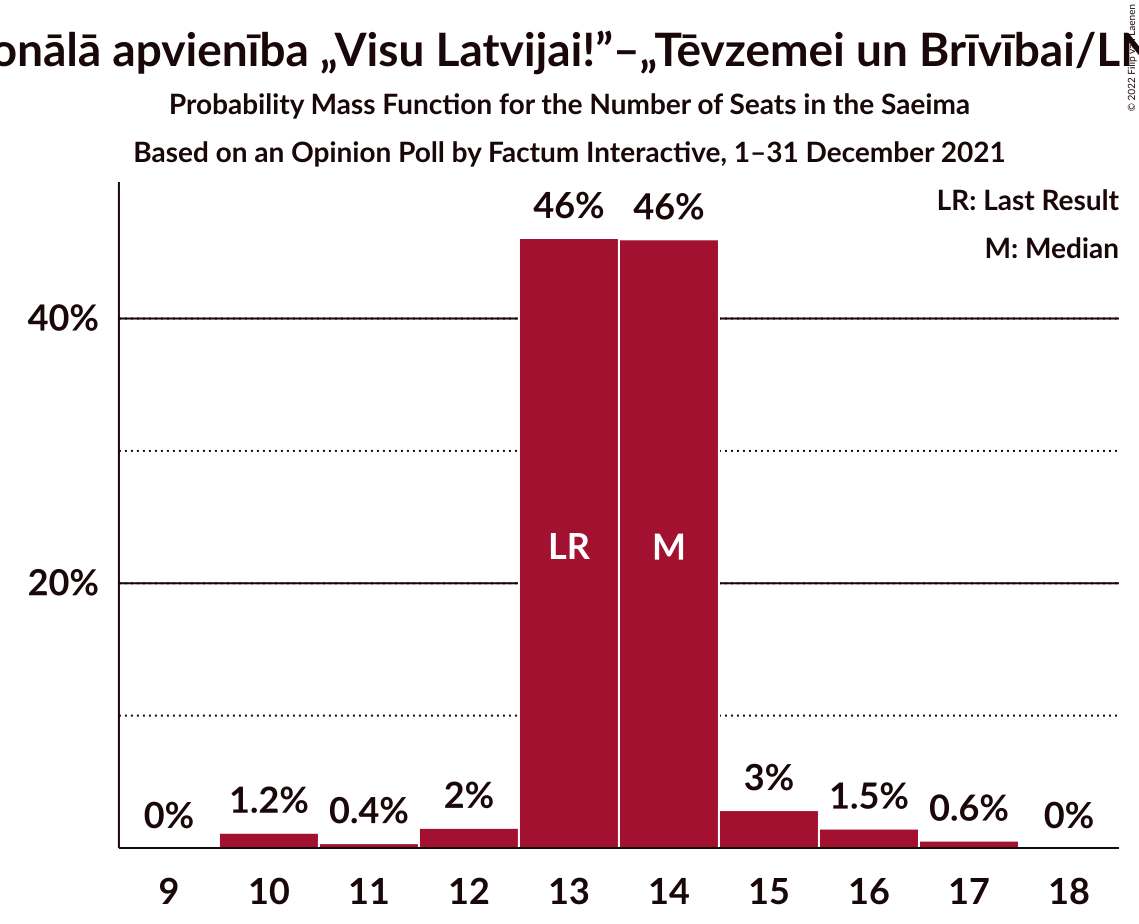 apvienība „Visu Latvijai!”–„Tēvzemei un Brīvībai/
Probability Mass Function for the Number of Seats in the Saeima
Based on an Opinion Poll by Factum Interactive, 1–31 December 2021
LR: Last Result
M: Median
46% 46%
40%
LR M
20%
0% 1.2% 0.4% 2% 3% 1.5% 0.6% 0%
9 10 11 12 13 14 15 16 17 18
© 2022 Filip Laenen